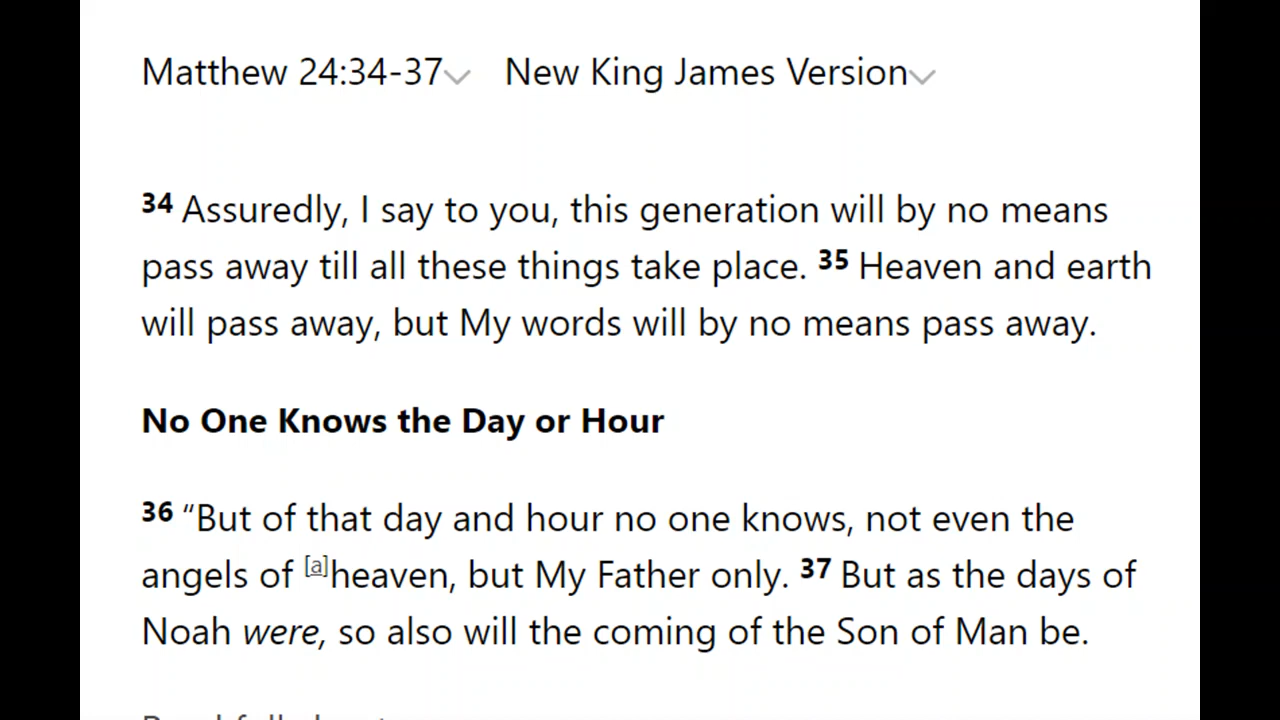 Matthew 24:34-37 New King James Version
34 Assuredly, I say to you, this generation will by no means
pass away till all these things take place. 35 Heaven and earth
will pass away, but My words will by no means pass away.
No One Knows the Day or Hour
36 “But of that day and hour no one knows, not even the
angels of [a]heaven, but My Father only. 37 But as the days of
Noah were, so also will the coming of the Son of Man be.